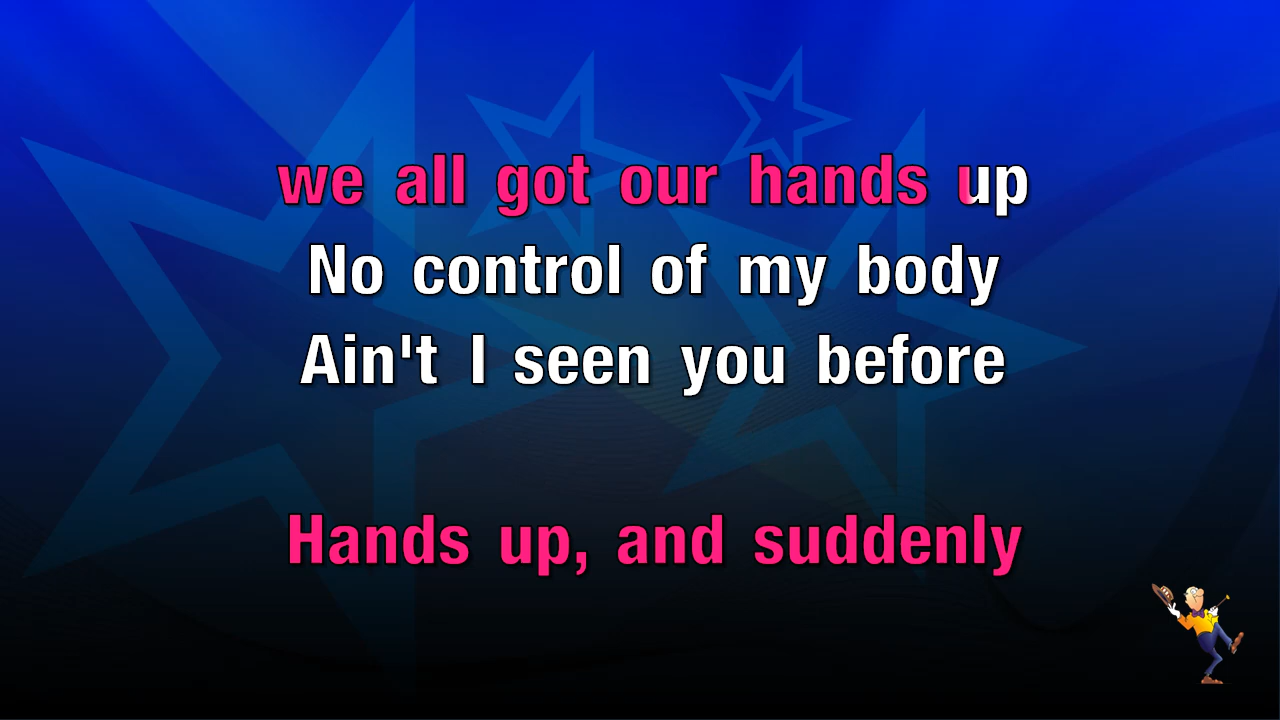 we all got our hands up
No control of my body
Ain't I seen you before
Hands up, and suddenly